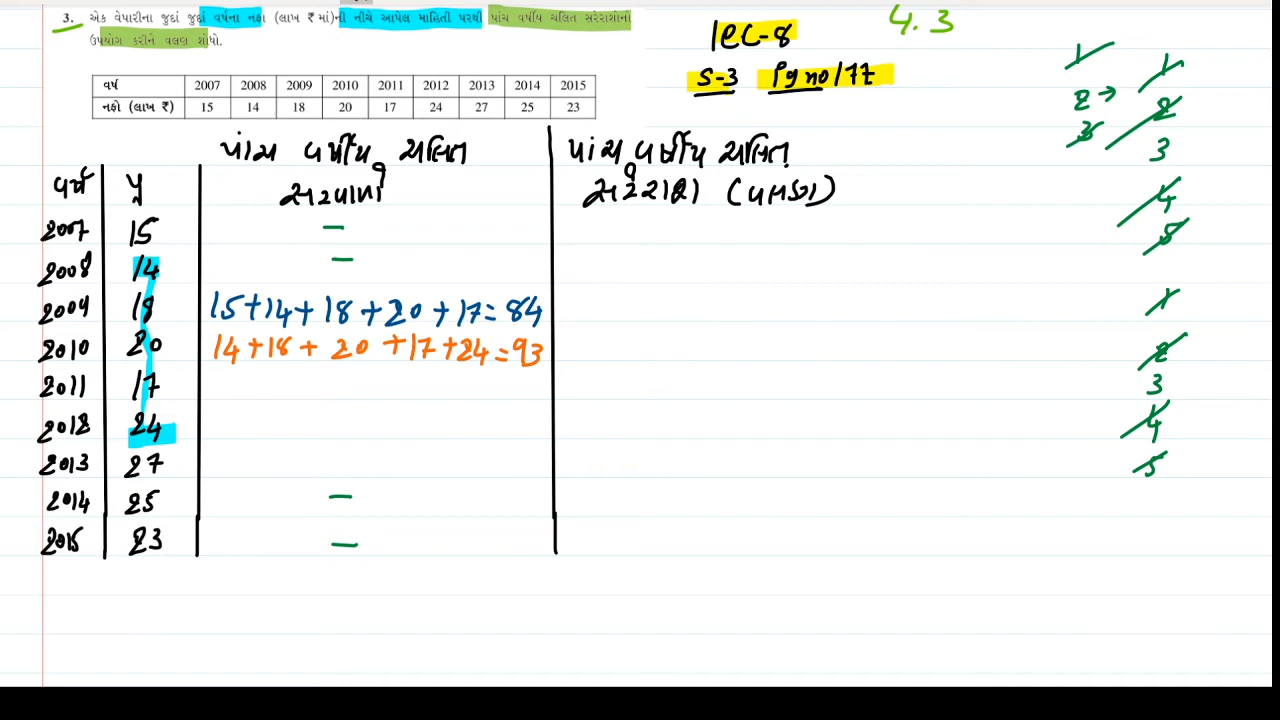 3. એક વેપારીના જુદાં જુદાં વર્ષના નફા (લાખ ₹ માં)ની નીચે આપેલ માહિતી પરથી પાંચ વર્ષીય ચલિત સરેરાશોનો
ઉપયોગ કરીને વલણ શોધો.
lec-8
S-3 Pg no/77
4.3
વર્ષ 2007 2008 2009 2010 2011 2012 2013 2014 2015
નફો (લાખ ₹) 15 14 18 20 17 24 27 25 23
પાંચ વર્ષીય ચલિત
સરવાળો
પાંચ વર્ષીય ચલિત
સરેરાશ (વલણ)
વર્ષ y
2007 15 –
2008 14 –
2009 18 15+14+18+20+17=84
2010 20 14+18+20+17+24=93
2011 17
2012 24
2013 27
2014 25 –
2015 23 –
1
2 →
3
1
2
3
4
5
1
2
3
4
5